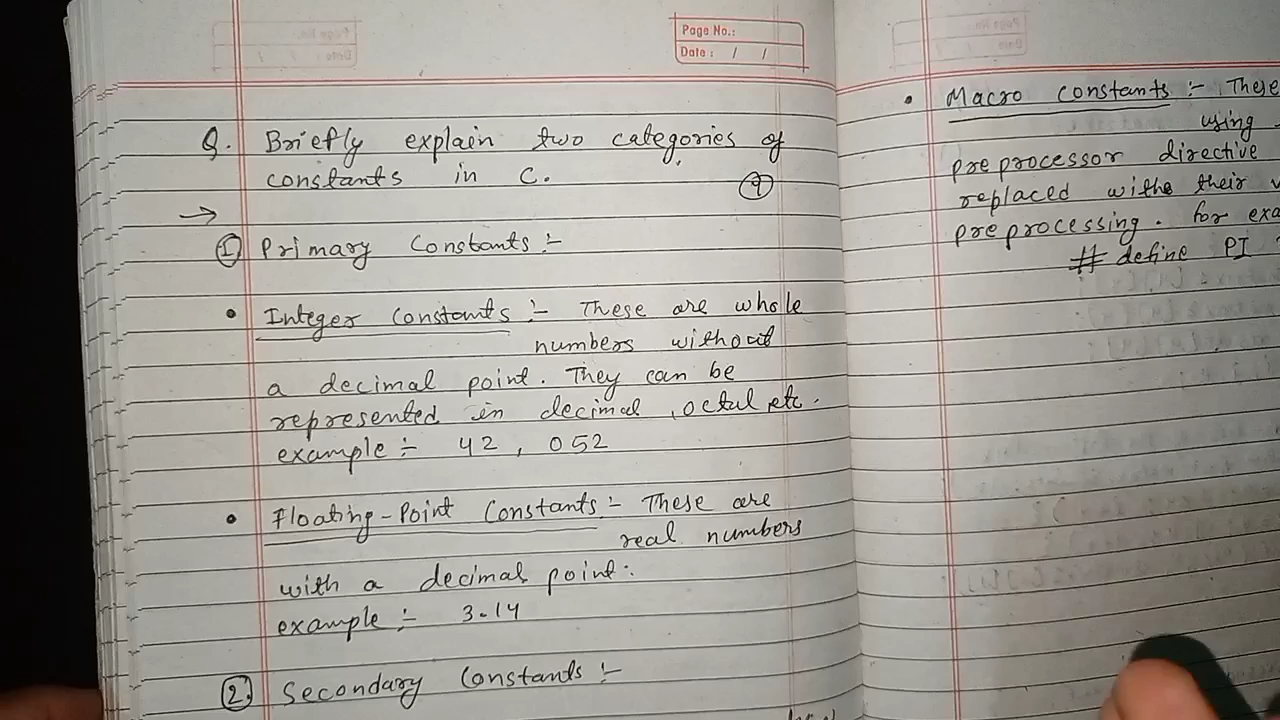 Page No.:
Date : / /
Q. Briefly explain two categories of
constants in C.
→
① Primary Constants :-
• Integer Constants :- These are whole
numbers without
a decimal point. They can be
represented in decimal, octal etc.
example :- 42, 052
• Floating-Point Constants :- These are
real numbers
with a decimal point.
example :- 3.14
②. Secondary Constants :-
• Macro constants :- These
using
preprocessor directive
replaced withe their
preprocessing. for
# define PI